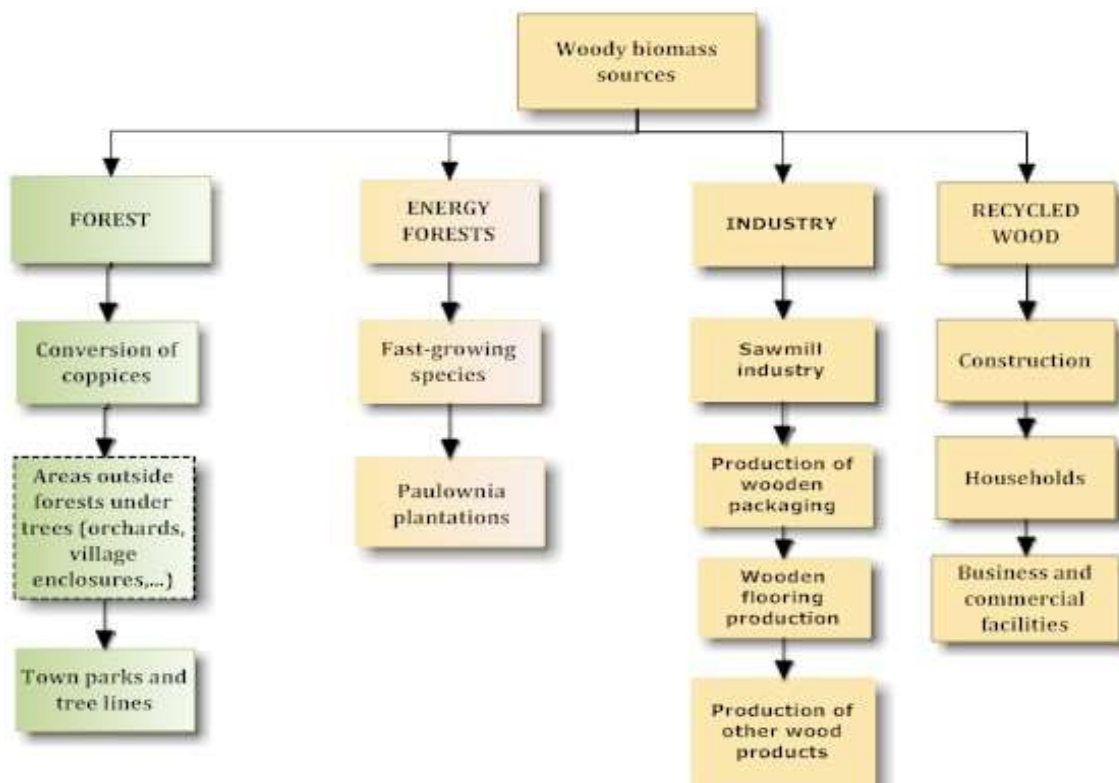 Woody biomass
sources
FOREST
Conversion of
coppices
Areas outside
forests under
trees (orchards,
village
enclosures,...)
Town parks and
tree lines
ENERGY
FORESTS
Fast-growing
species
Paulownia
plantations
INDUSTRY
Sawmill
industry
Production of
wooden
packaging
Wooden
flooring
production
Production of
other wood
products
RECYCLED
WOOD
Construction
Households
Business and
commercial
facilities